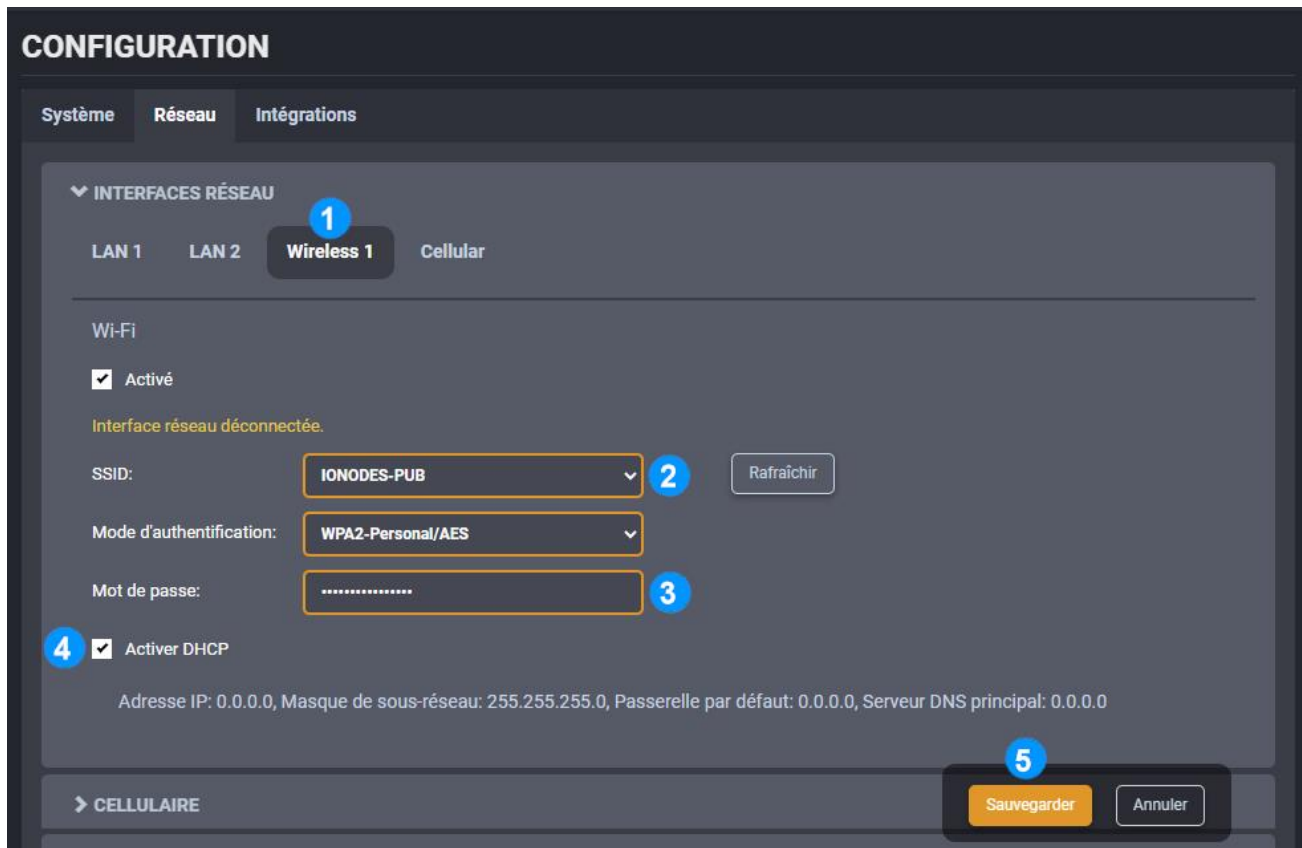 CONFIGURATION
Système Réseau Intégrations
INTERFACES RÉSEAU
1
LAN 1 LAN 2 Wireless 1 Cellular
Wi-Fi
Activé
Interface réseau déconnectée.
SSID: IONODES-PUB 2 Rafraîchir
Mode d'authentification: WPA2-Personal/AES
Mot de passe: •••••••••••••••• 3
4 Activer DHCP
Adresse IP: 0.0.0.0, Masque de sous-réseau: 255.255.255.0, Passerelle par défaut: 0.0.0.0, Serveur DNS principal: 0.0.0.0
5
CELLULAIRE Sauvegarder Annuler